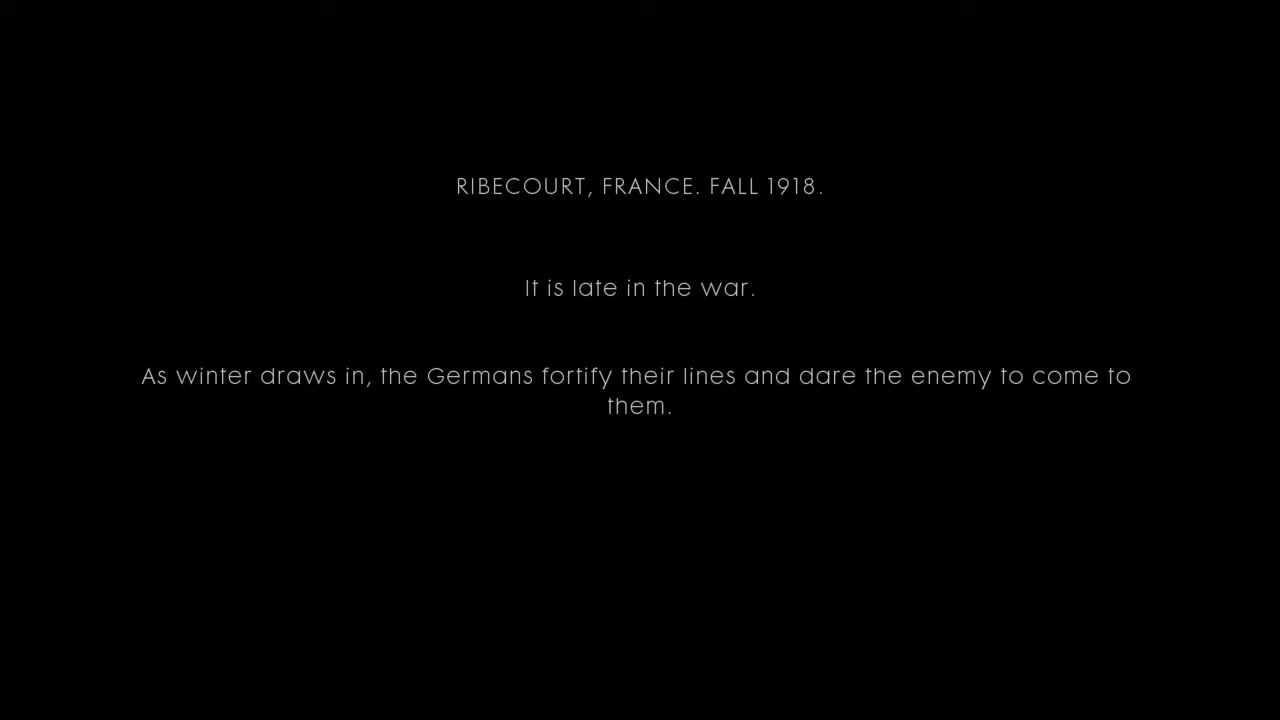 RIBECOURT, FRANCE. FALL 1918.
It is late in the war.
As winter draws in, the Germans fortify their lines and dare the enemy to come to
them.